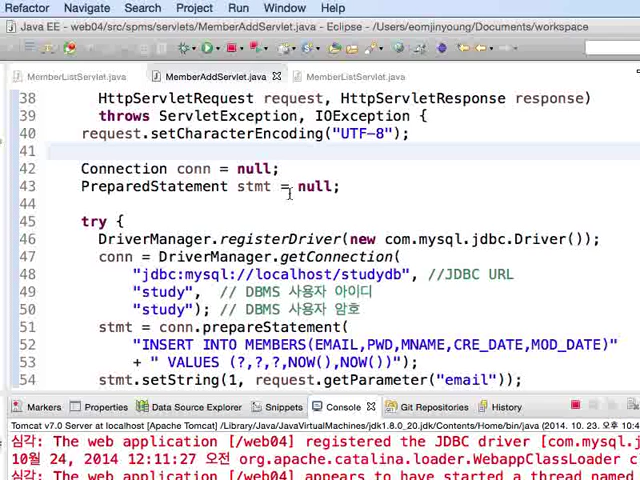 Refactor Navigate Search Project Run Window Help
Java EE - web04/src/spms/servlets/MemberAddServlet.java - Eclipse - /Users/eomjinyoung/Documents/workspace
MemberListServlet.java MemberAddServlet.java MemberListServlet.java
38 HttpServletRequest request, HttpServletResponse response)
39 throws ServletException, IOException {
40 request.setCharacterEncoding("UTF-8");
41
42 Connection conn = null;
43 PreparedStatement stmt = null;
44
45 try {
46 DriverManager.registerDriver(new com.mysql.jdbc.Driver());
47 conn = DriverManager.getConnection(
48 "jdbc:mysql://localhost/studydb", //JDBC URL
49 "study", // DBMS 사용자 아이디
50 "study"); // DBMS 사용자 암호
51 stmt = conn.prepareStatement(
52 "INSERT INTO MEMBERS(EMAIL,PWD,MNAME,CRE_DATE,MOD_DATE)"
53 + " VALUES (?,?,?,NOW(),NOW())");
54 stmt.setString(1, request.getParameter("email"));
Markers Properties Data Source Explorer Snippets Console Git Repositories History
Tomcat v7.0 Server at localhost [Apache Tomcat] /Library/Java/JavaVirtualMachines/jdk1.8.0_20.jdk/Contents/Home/bin/java (2014. 10. 23. 오후 10:4
심각: The web application [/web04] registered the JDBC driver [com.mysql.j
10월 24, 2014 12:11:27 오전 org.apache.catalina.loader.WebappClassLoader c
심각: The web application [/web04] appears to have started a thread named